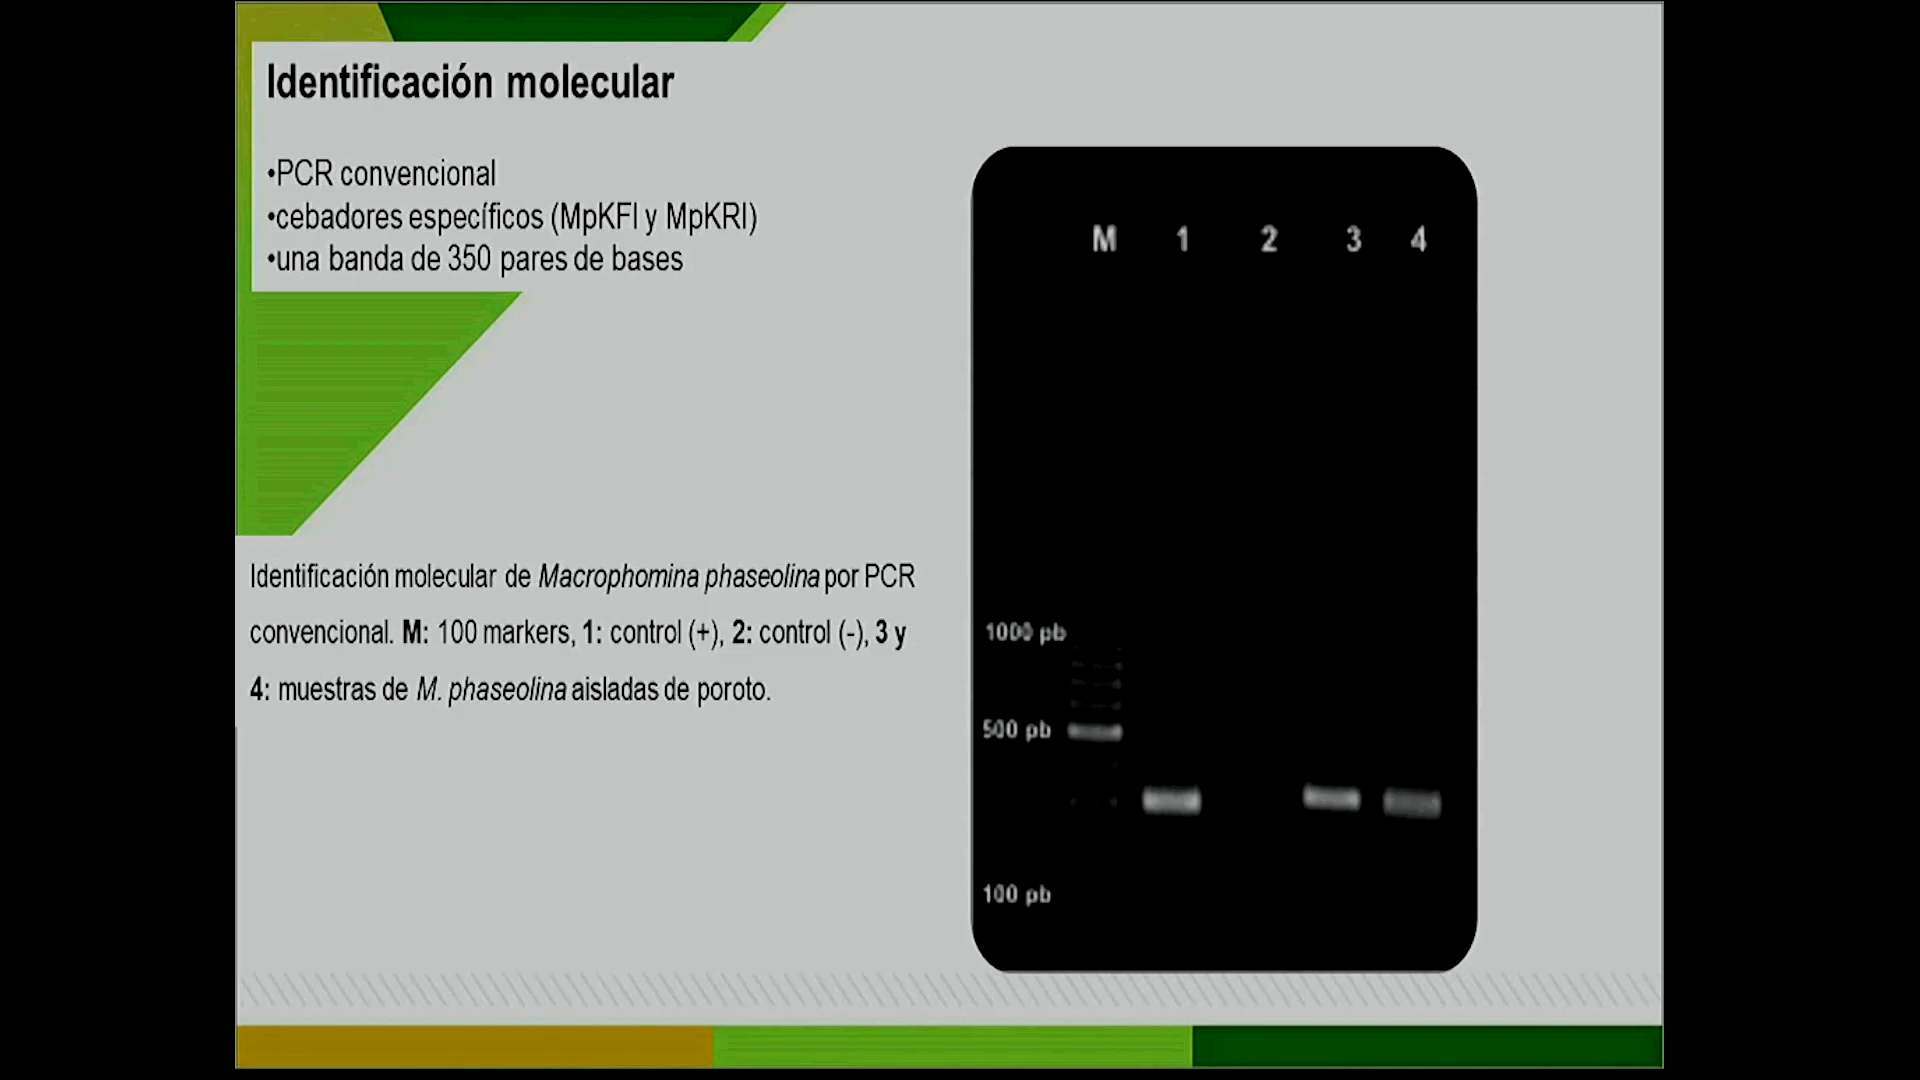 Identificación molecular
•PCR convencional
•cebadores específicos (MpKFI y MpKRI)
•una banda de 350 pares de bases
Identificación molecular de Macrophomina phaseolina por PCR
convencional. M: 100 markers, 1: control (+), 2: control (-), 3 y
4: muestras de M. phaseolina aisladas de poroto.
M 1 2 3 4
1000 pb
500 pb
100 pb